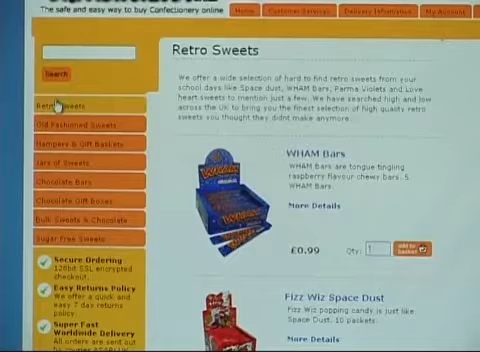 The safe and easy way to buy Confectionery online
Home
Customer Services
Delivery Information
My Account
Search
Retro Sweets
Old Fashioned Sweets
Hampers & Gift Baskets
Jars of Sweets
Chocolate Bars
Chocolate Gift Boxes
Bulk Sweets & Chocolate
Sugar Free Sweets
Secure Ordering
128bit SSL encrypted
checkout.
Easy Returns Policy
We offer a quick and
easy 7 day returns
policy.
Super Fast
Worldwide Delivery
All orders are sent out
Retro Sweets
We offer a wide selection of hard to find retro sweets from your
school days like Space dust, WHAM Bars, Parma Violets and Love
heart sweets to mention just a few. We have searched high and low
across the UK to bring you the finest selection of high quality retro
sweets you thought they didnt make anymore.
WHAM Bars
WHAM Bars are tongue tingling
raspberry flavour chewy bars. 5
WHAM Bars.
More Details
£0.99
Qty: 1
add to
basket
Fizz Wiz Space Dust
Fizz Wiz popping candy is just like
Space Dust. 10 packets.
More Details